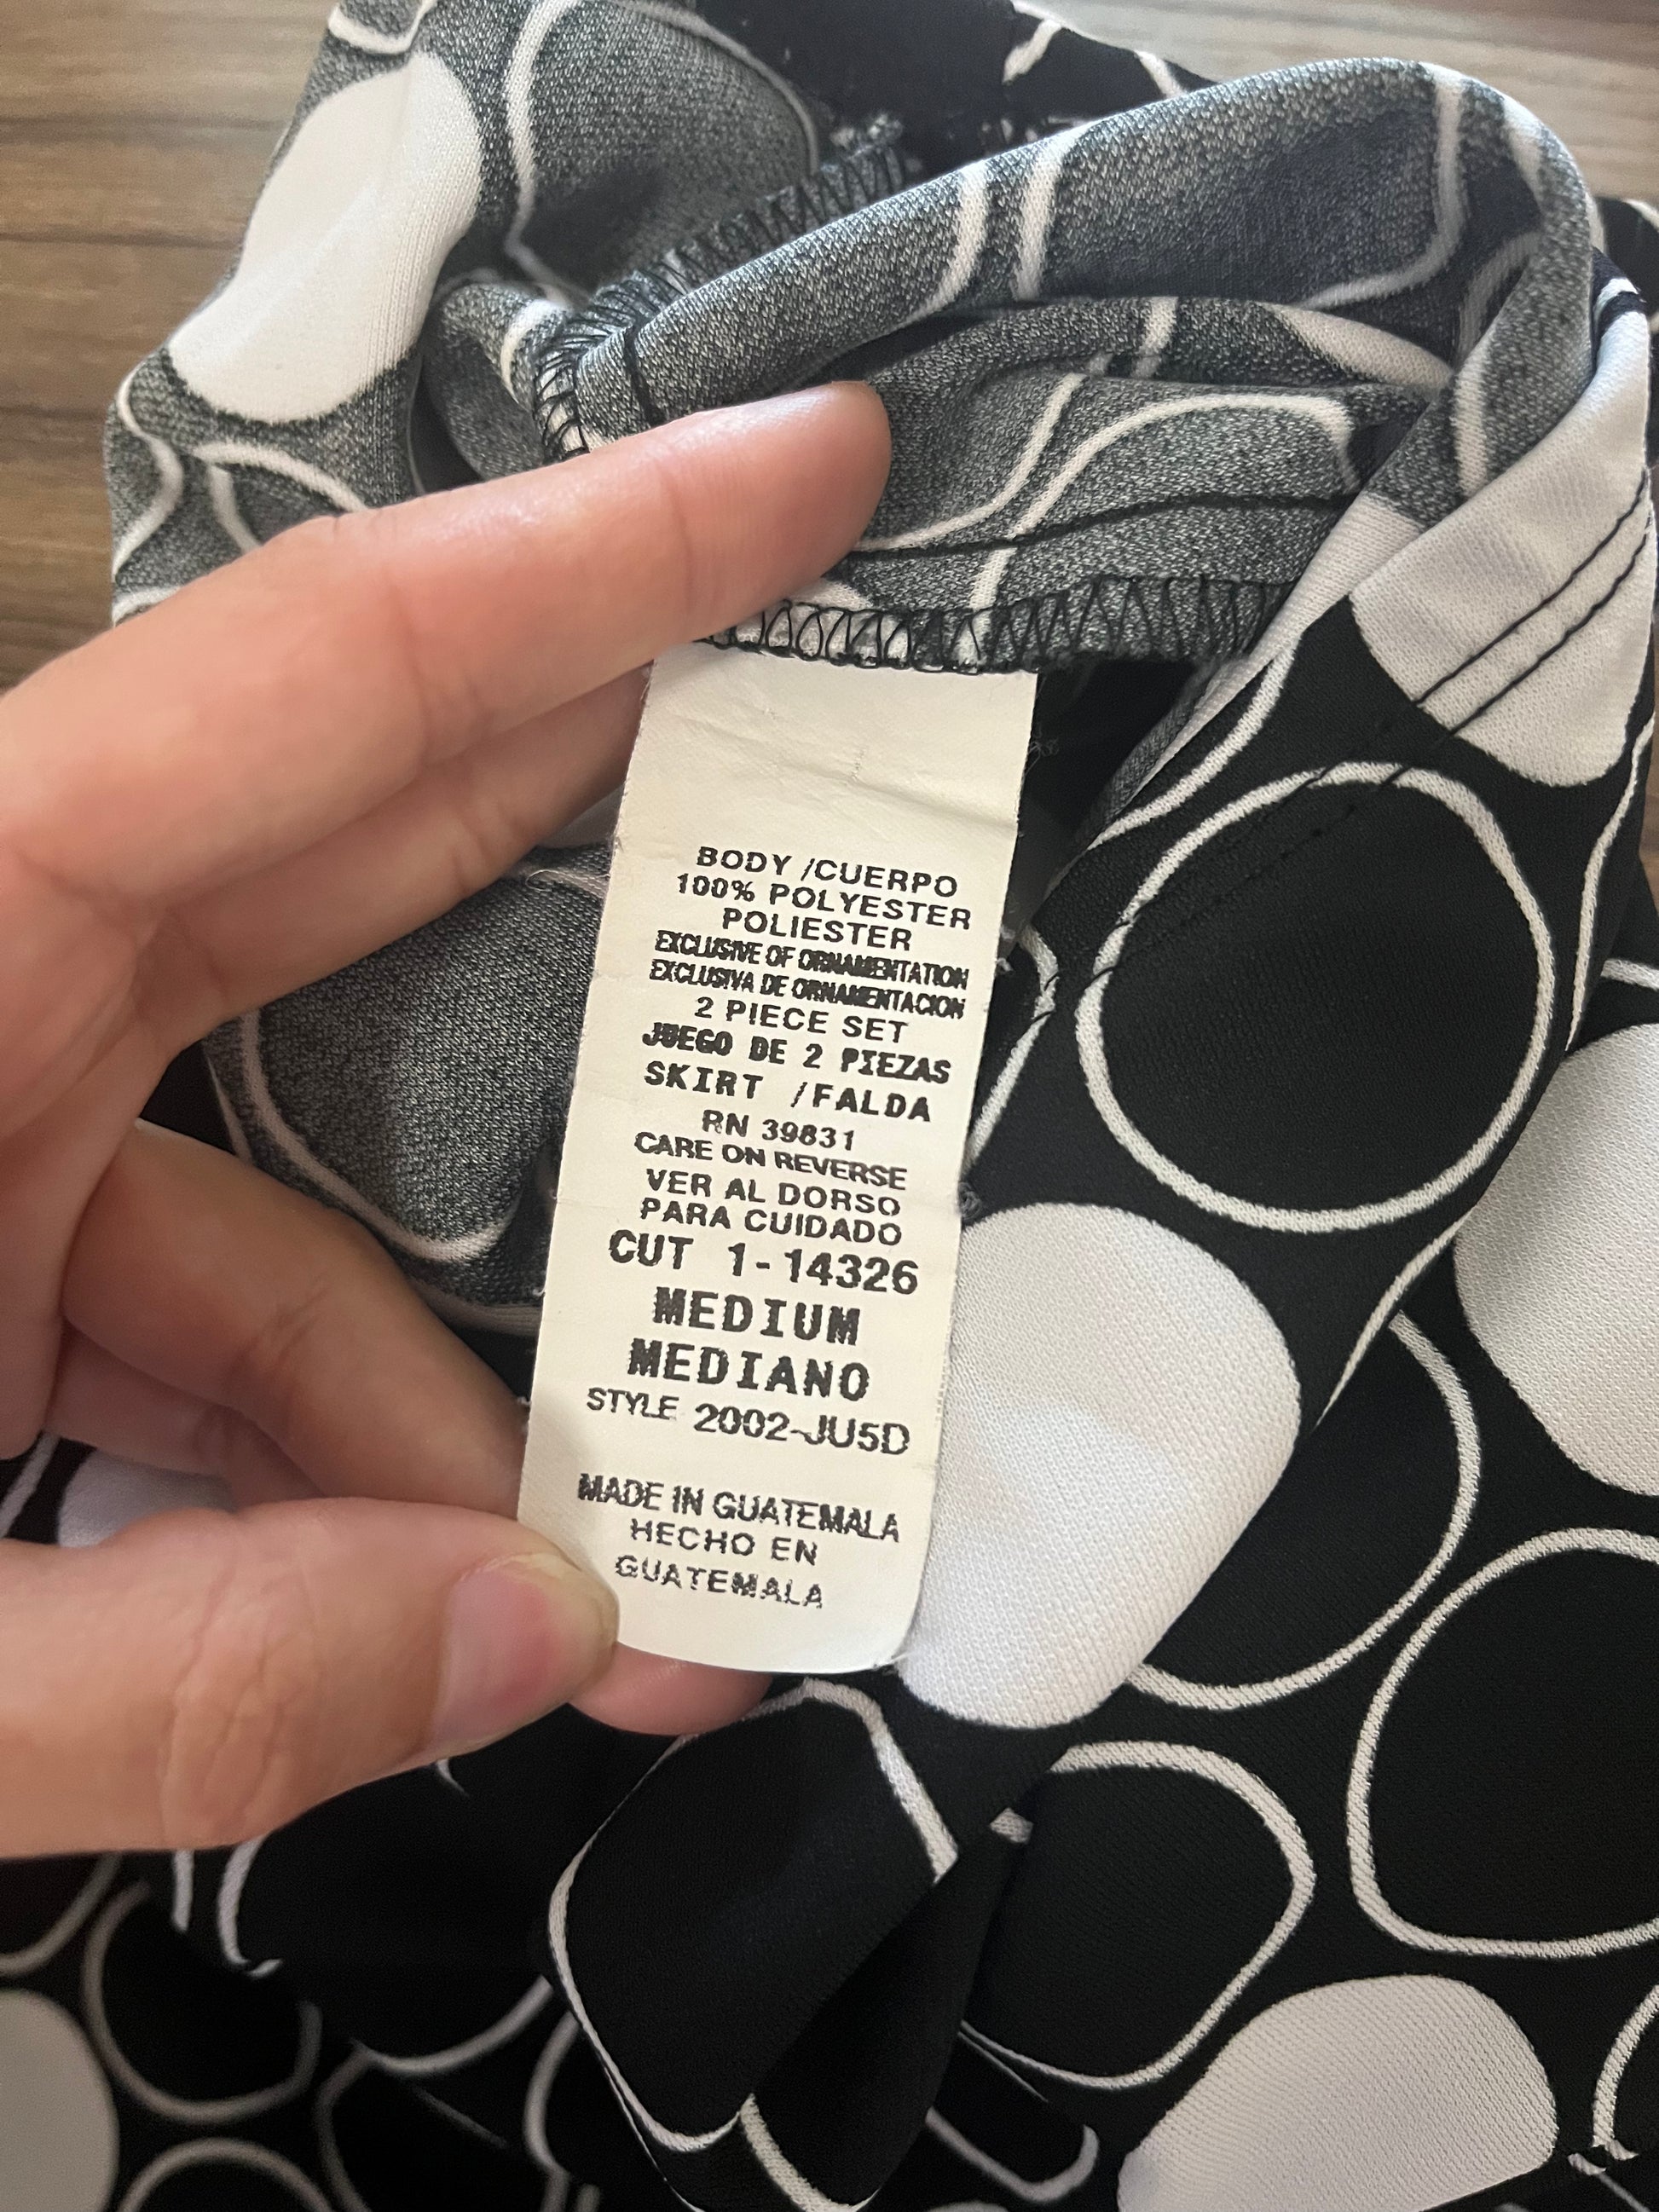 BODY /CUERPO
100% POLYESTER
POLIESTER
EXCLUSIVE OF ORNAMENTATION
EXCLUSIVA DE ORNAMENTACION
2 PIECE SET
JUEGO DE 2 PIEZAS
SKIRT /FALDA
RN 39831
CARE ON REVERSE
VER AL DORSO
PARA CUIDADO
CUT 1-14326
MEDIUM
MEDIANO
STYLE 2002-JU5D
MADE IN GUATEMALA
HECHO EN
GUATEMALA